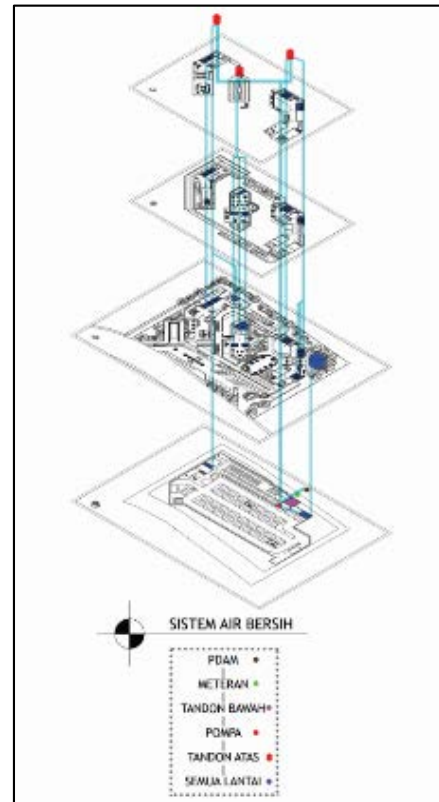 SISTEM AIR BERSIH
PDAM
METERAN
TANDON BAWAH
POMPA
TANDON ATAS
SEMUA LANTAI